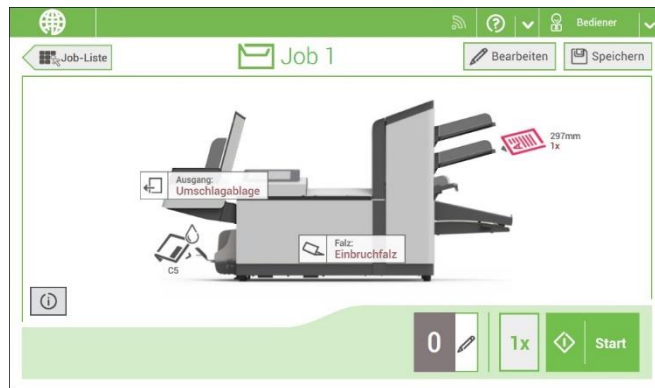 Bediener
Job-Liste
Job 1
Bearbeiten
Speichern
297mm
1x
Ausgang:
Umschlagablage
Falz:
Einbruchfalz
C5
0
1x
Start